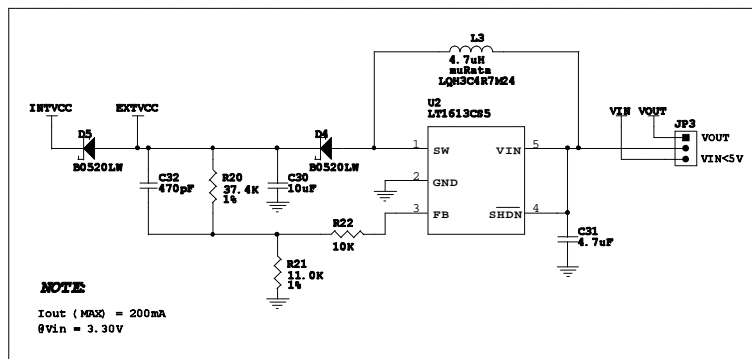 L3
4.7uH
muRata
LQH3C4R7M24
INTVCC
EXTVCC
U2
LT1613CS5
VIN
VOUT
JP3
D5
D4
B0520LW
B0520LW
1
SW
VIN
5
VOUT
VIN<5V
C32
470pF
R20
37.4K
1%
C30
10uF
2
GND
R22
10K
3
FB
SHDN
4
C31
4.7uF
R21
11.0K
1%
NOTE:
Iout (MAX) = 200mA
@Vin = 3.30V